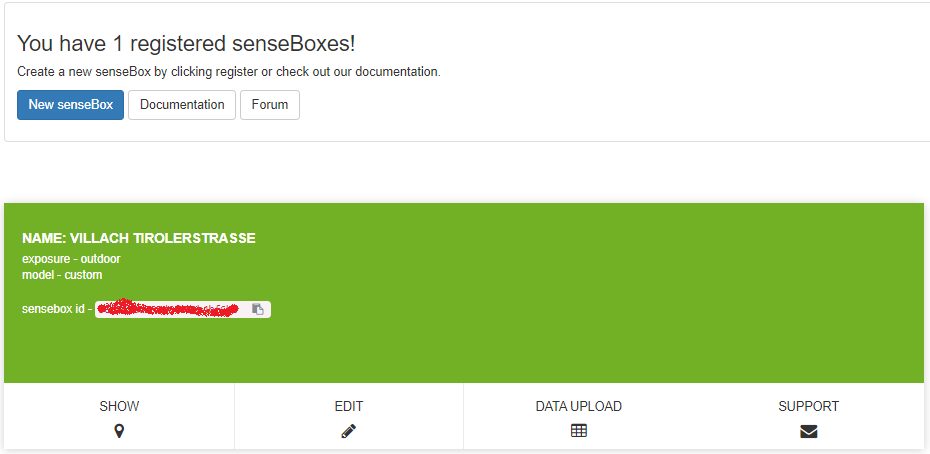 You have 1 registered senseBoxes!
Create a new senseBox by clicking register or check out our documentation.
New senseBox Documentation Forum
NAME: VILLACH TIROLERSTRASSE
exposure - outdoor
model - custom
sensebox id -
SHOW EDIT DATA UPLOAD SUPPORT